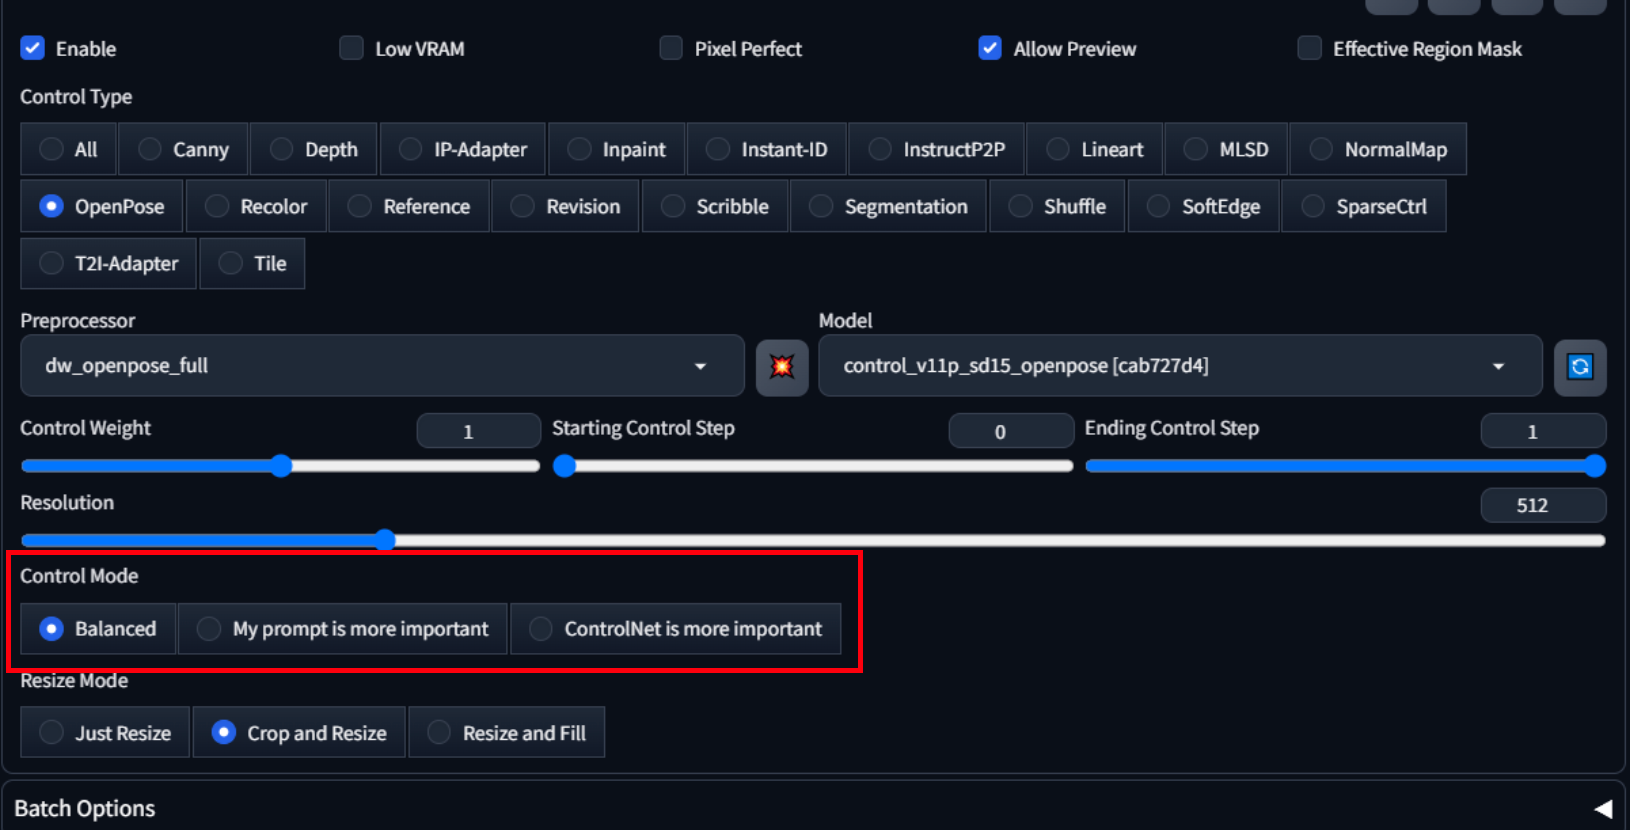 Enable Low VRAM Pixel Perfect Allow Preview Effective Region Mask
Control Type
All Canny Depth IP-Adapter Inpaint Instant-ID InstructP2P Lineart MLSD NormalMap
OpenPose Recolor Reference Revision Scribble Segmentation Shuffle SoftEdge SparseCtrl
T2I-Adapter Tile
Preprocessor Model
dw_openpose_full control_v11p_sd15_openpose [cab727d4]
Control Weight 1 Starting Control Step 0 Ending Control Step 1
Resolution 512
Control Mode
Balanced My prompt is more important ControlNet is more important
Resize Mode
Just Resize Crop and Resize Resize and Fill
Batch Options